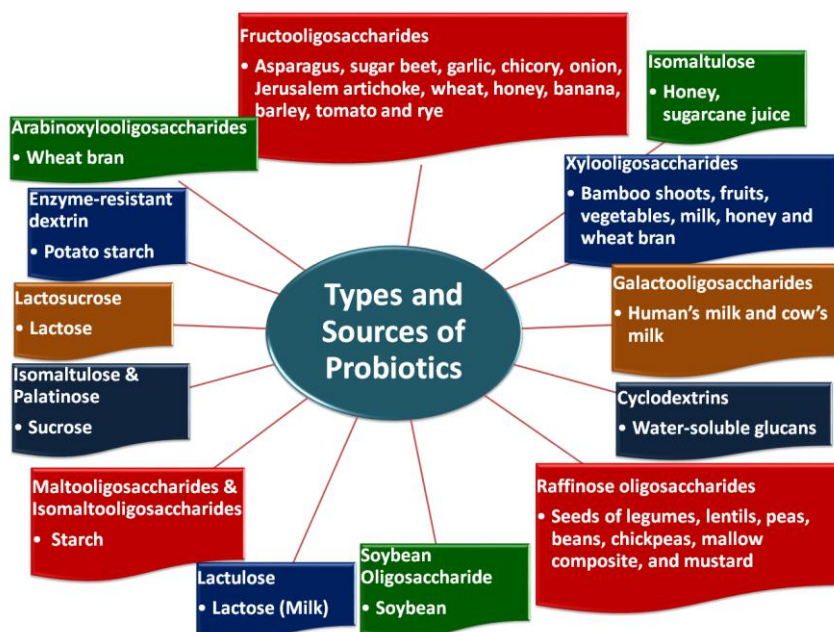 Fructooligosaccharides
• Asparagus, sugar beet, garlic, chicory, onion,
Jerusalem artichoke, wheat, honey, banana,
barley, tomato and rye
Isomaltulose
• Honey,
sugarcane juice
Arabinoxylooligosaccharides
• Wheat bran
Xylooligosaccharides
• Bamboo shoots, fruits,
vegetables, milk, honey and
wheat bran
Enzyme-resistant
dextrin
• Potato starch
Types and
Sources of
Probiotics
Lactosucrose
• Lactose
Galactooligosaccharides
• Human's milk and cow's
milk
Isomaltulose &
Palatinose
• Sucrose
Cyclodextrins
• Water-soluble glucans
Maltooligosaccharides &
Isomaltooligosaccharides
• Starch
Raffinose oligosaccharides
• Seeds of legumes, lentils, peas,
beans, chickpeas, mallow
composite, and mustard
Lactulose
• Lactose (Milk)
Soybean
Oligosaccharide
• Soybean